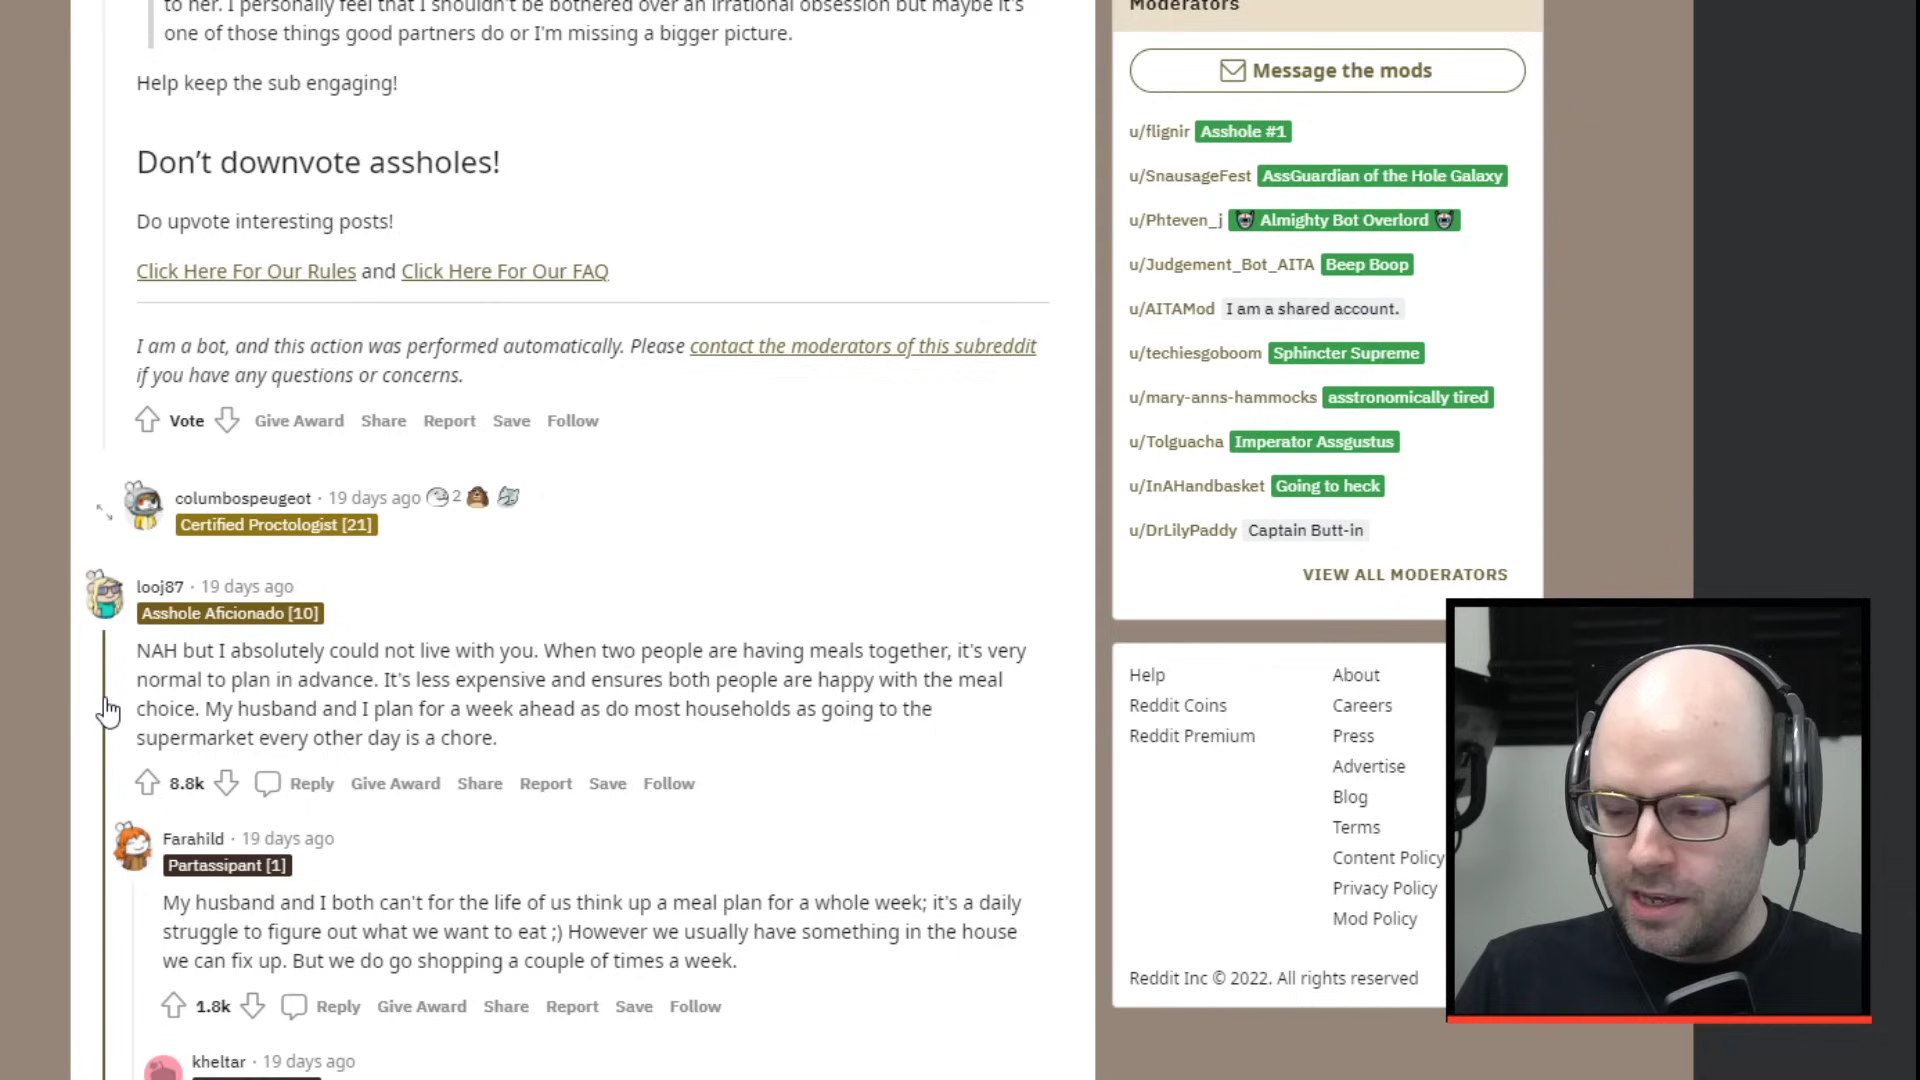 to her. I personally feel that I shouldn't be bothered over an irrational obsession but maybe it's
one of those things good partners do or I'm missing a bigger picture.
Help keep the sub engaging!
Don't downvote assholes!
Do upvote interesting posts!
Click Here For Our Rules and Click Here For Our FAQ
I am a bot, and this action was performed automatically. Please contact the moderators of this subreddit
if you have any questions or concerns.
Vote Give Award Share Report Save Follow
columbospeugeot · 19 days ago 2
Certified Proctologist [21]
looj87 · 19 days ago
Asshole Aficionado [10]
NAH but I absolutely could not live with you. When two people are having meals together, it's very
normal to plan in advance. It's less expensive and ensures both people are happy with the meal
choice. My husband and I plan for a week ahead as do most households as going to the
supermarket every other day is a chore.
8.8k Reply Give Award Share Report Save Follow
Farahild · 19 days ago
Partassipant [1]
My husband and I both can't for the life of us think up a meal plan for a whole week; it's a daily
struggle to figure out what we want to eat ;) However we usually have something in the house
we can fix up. But we do go shopping a couple of times a week.
1.8k Reply Give Award Share Report Save Follow
kheltar · 19 days ago
Moderators
Message the mods
u/flignir Asshole #1
u/SnausageFest AssGuardian of the Hole Galaxy
u/Phteven_j Almighty Bot Overlord
u/Judgement_Bot_AITA Beep Boop
u/AITAMod I am a shared account.
u/techiesgoboom Sphincter Supreme
u/mary-anns-hammocks asstronomically tired
u/Tolguacha Imperator Assgustus
u/InAHandbasket Going to heck
u/DrLilyPaddy Captain Butt-in
VIEW ALL MODERATORS
Help About
Reddit Coins Careers
Reddit Premium Press
Advertise
Blog
Terms
Content Policy
Privacy Policy
Mod Policy
Reddit Inc © 2022. All rights reserved